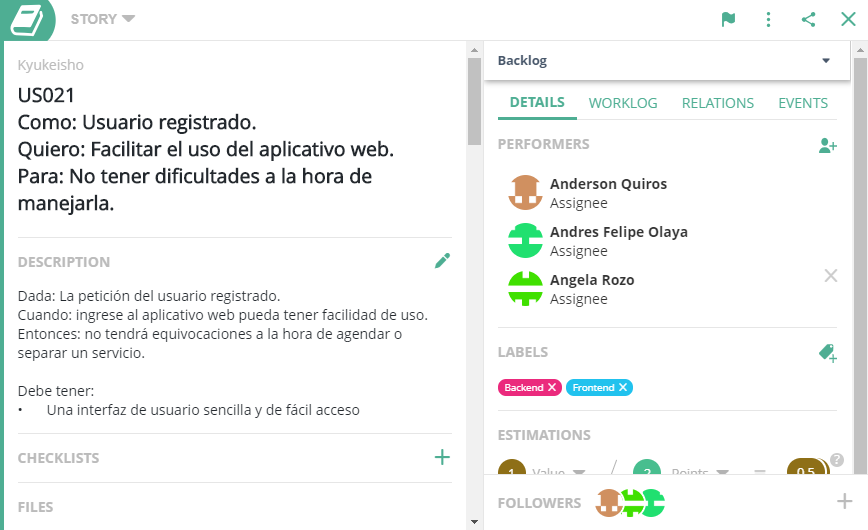 STORY
Kyukeisho
US021
Como: Usuario registrado.
Quiero: Facilitar el uso del aplicativo web.
Para: No tener dificultades a la hora de
manejarla.
DESCRIPTION
Dada: La petición del usuario registrado.
Cuando: ingrese al aplicativo web pueda tener facilidad de uso.
Entonces: no tendrá equivocaciones a la hora de agendar o
separar un servicio.
Debe tener:
• Una interfaz de usuario sencilla y de fácil acceso
CHECKLISTS
FILES
Backlog
DETAILS WORKLOG RELATIONS EVENTS
PERFORMERS
Anderson Quiros
Assignee
Andres Felipe Olaya
Assignee
Angela Rozo
Assignee
LABELS
Backend Frontend
ESTIMATIONS
1 Value / 2 Points = 0.5 ?
FOLLOWERS